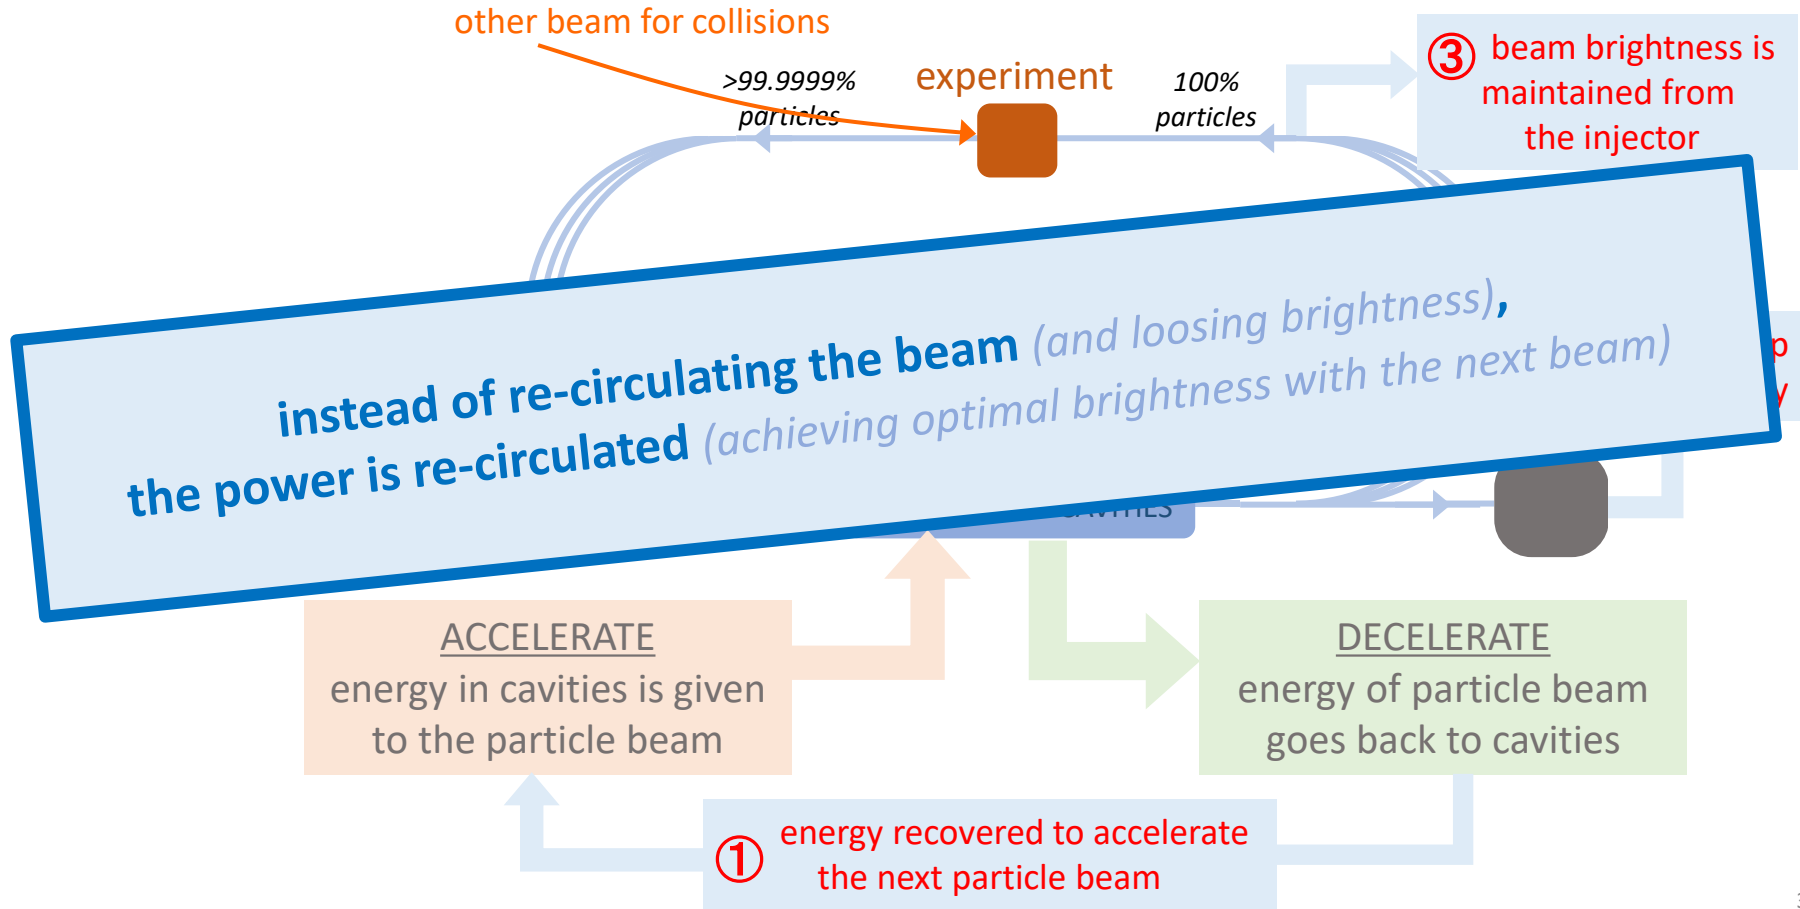 other beam for collisions
>99.9999%
particles
experiment
100%
particles
③ beam brightness is
maintained from
the injector
instead of re-circulating the beam (and loosing brightness),
the power is re-circulated (achieving optimal brightness with the next beam)
p
y
CAVITIES
ACCELERATE
energy in cavities is given
to the particle beam
DECELERATE
energy of particle beam
goes back to cavities
① energy recovered to accelerate
the next particle beam